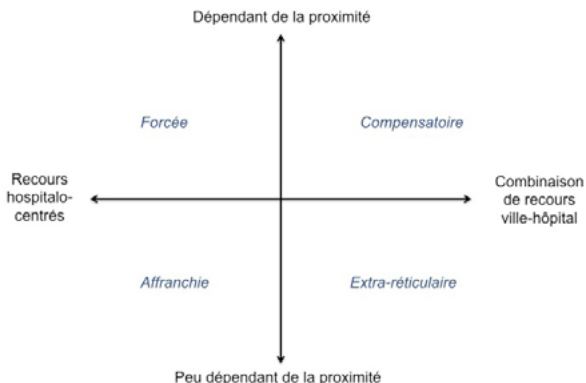 Dépendant de la proximité
Forcée
Compensatoire
Recours
hospitalo-
centrés
Combinaison
de recours
ville-hôpital
Affranchie
Extra-réticulaire
Peu dépendant de la proximité